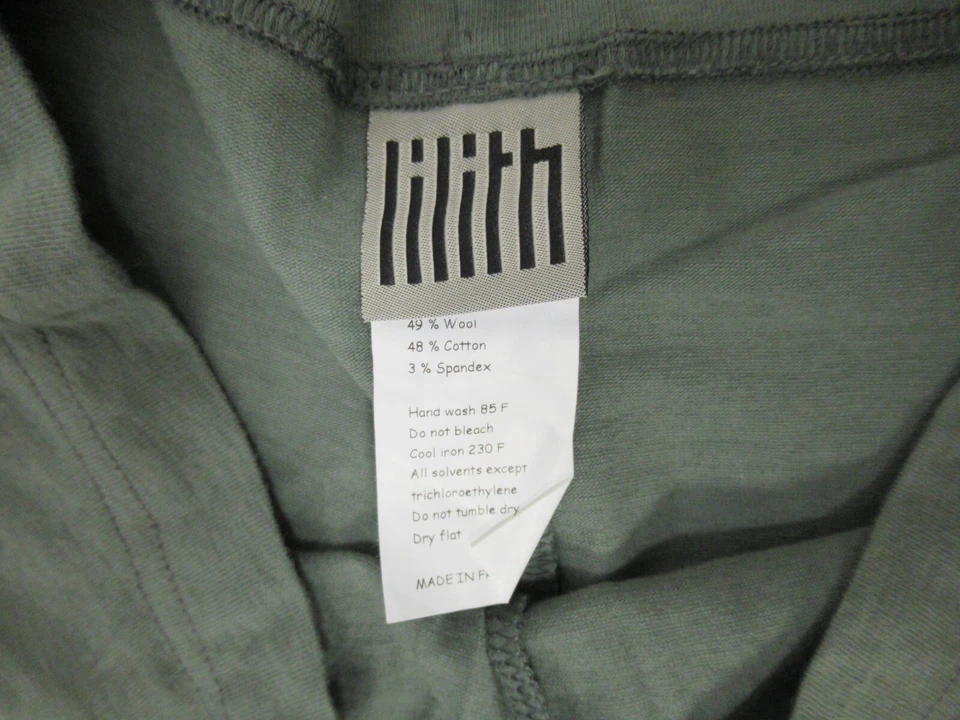 lilith
49 % Wool
48 % Cotton
3 % Spandex
Hand wash 85 F
Do not bleach
Cool iron 230 F
All solvents except
trichloroethylene
Do not tumble dry
Dry flat
MADE IN